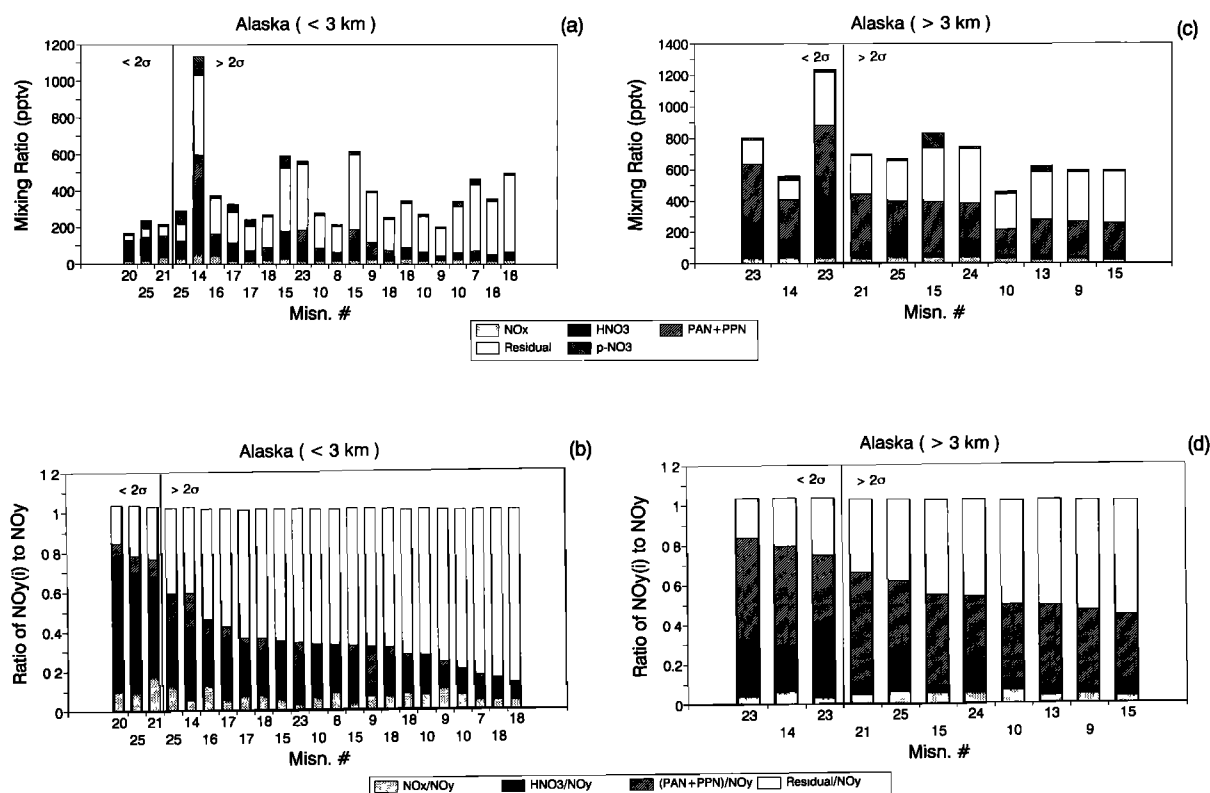 Alaska ( < 3 km )
(a)
Mixing Ratio (pptv)
1200
1000
800
600
400
200
0
< 2σ
> 2σ
20 21 14 17 18 23 8 9 18 9 7 18
25 25 16 17 15 10 15 18 10 10 18
Misn. #
Alaska ( > 3 km )
(c)
Mixing Ratio (pptv)
1400
1200
1000
800
600
400
200
0
< 2σ
> 2σ
23 23 25 24 13 15
14 21 15 10 9
Misn. #
NOx HNO3 PAN+PPN
Residual p-NO3
Alaska ( < 3 km )
(b)
Ratio of NOy(i) to NOy
1 2
1
0.8
0.6
0.4
0 2
0
< 2σ
> 2σ
20 21 14 17 18 23 8 9 18 9 7 18
25 25 16 17 15 10 15 18 10 10 18
Misn. #
Alaska ( > 3 km )
(d)
Ratio of NOy(i) to NOy
1 2
1
0.8
0.6
0 4
0.2
0
< 2σ
> 2σ
23 23 25 24 13 15
14 21 15 10 9
Misn. #
NOx/NOy HNO3/NOy (PAN+PPN)/NOy Residual/NOy